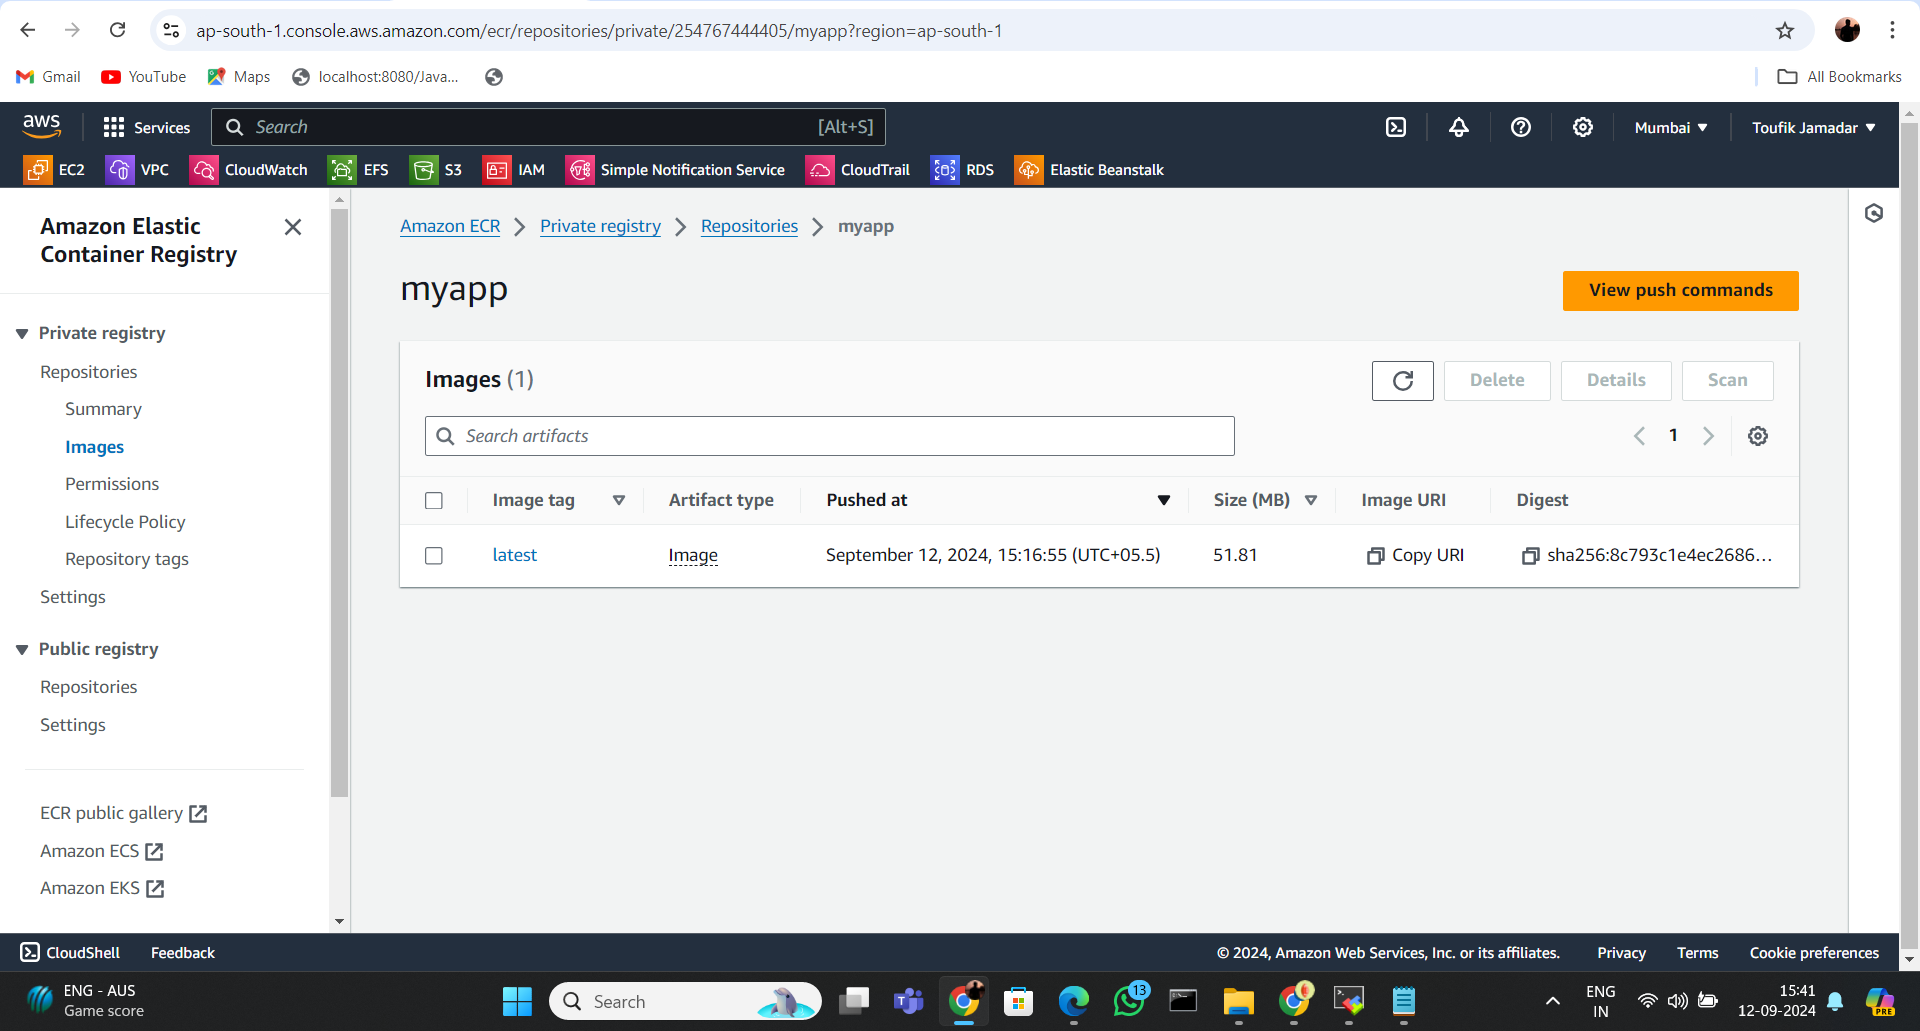 ap-south-1.console.aws.amazon.com/ecr/repositories/private/254767444405/myapp?region=ap-south-1
Gmail YouTube Maps localhost:8080/Java... All Bookmarks
aws Services Search [Alt+S] Mumbai Toufik Jamadar
EC2 VPC CloudWatch EFS S3 IAM Simple Notification Service CloudTrail RDS Elastic Beanstalk
Amazon Elastic
Container Registry
Private registry
Repositories
Summary
Images
Permissions
Lifecycle Policy
Repository tags
Settings
Public registry
Repositories
Settings
ECR public gallery
Amazon ECS
Amazon EKS
Amazon ECR Private registry Repositories myapp
myapp View push commands
Images (1) Delete Details Scan
Search artifacts 1
Image tag Artifact type Pushed at Size (MB) Image URI Digest
latest Image September 12, 2024, 15:16:55 (UTC+05.5) 51.81 Copy URI sha256:8c793c1e4ec2686...
CloudShell Feedback © 2024, Amazon Web Services, Inc. or its affiliates. Privacy Terms Cookie preferences
ENG - AUS
Game score
Search
13
ENG
IN
15:41
12-09-2024
PRE